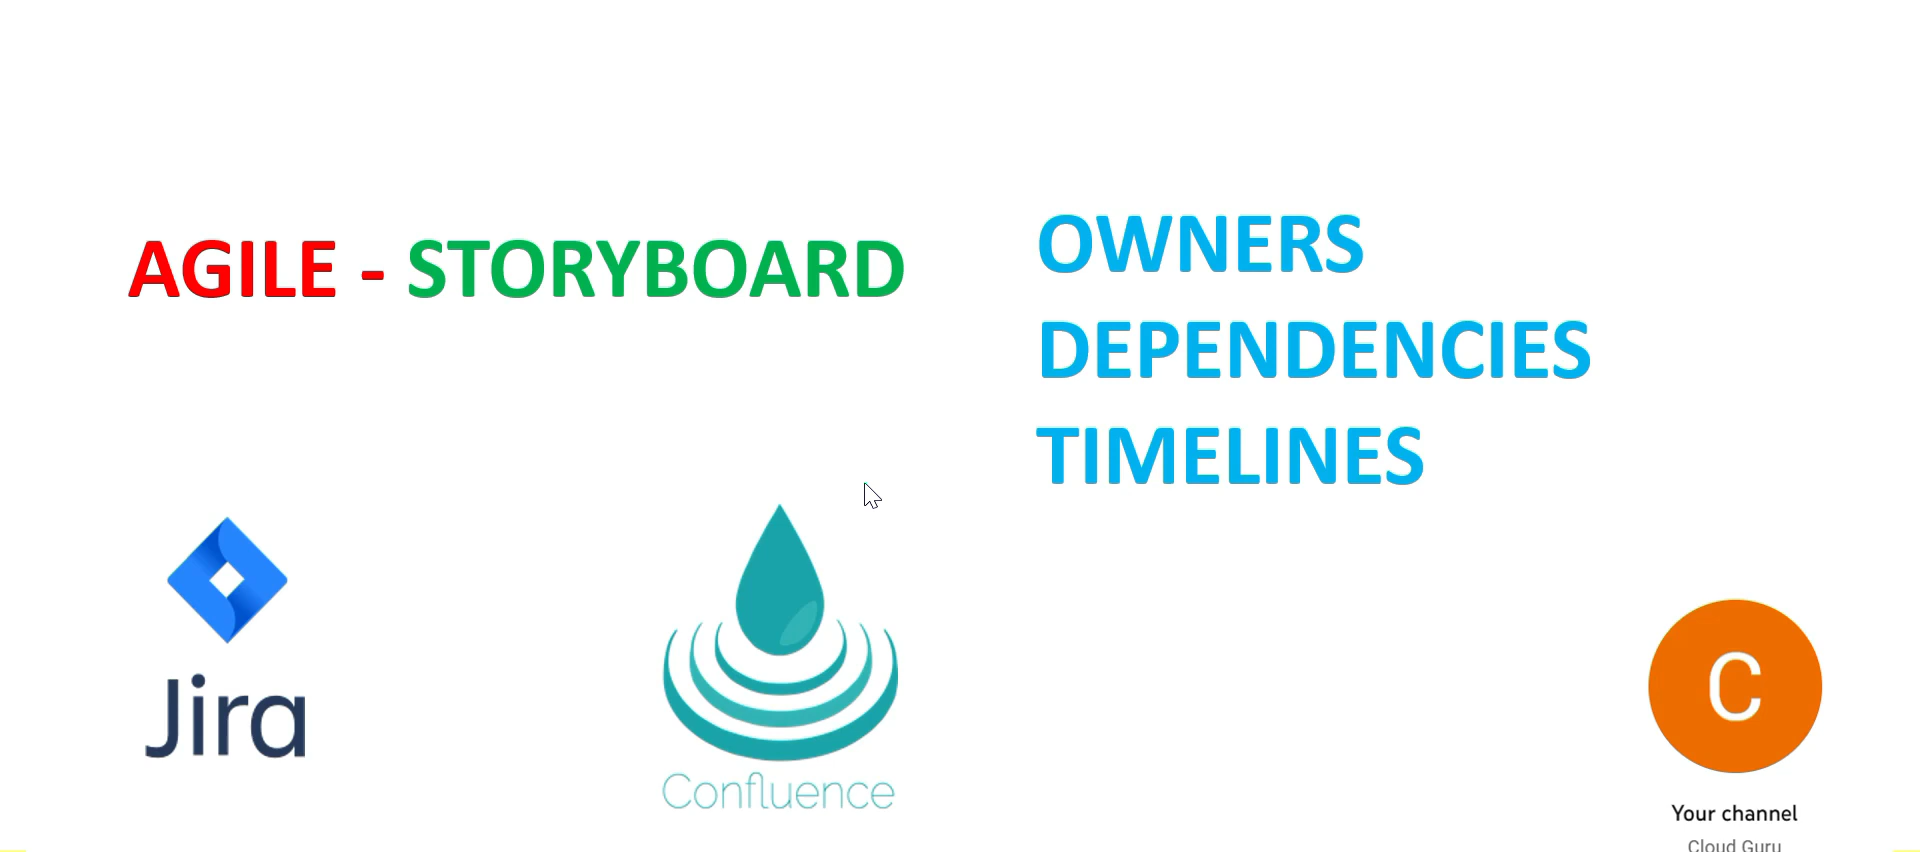 AGILE - STORYBOARD
OWNERS
DEPENDENCIES
TIMELINES
Jira
Confluence
C
Your channel
Cloud Guru